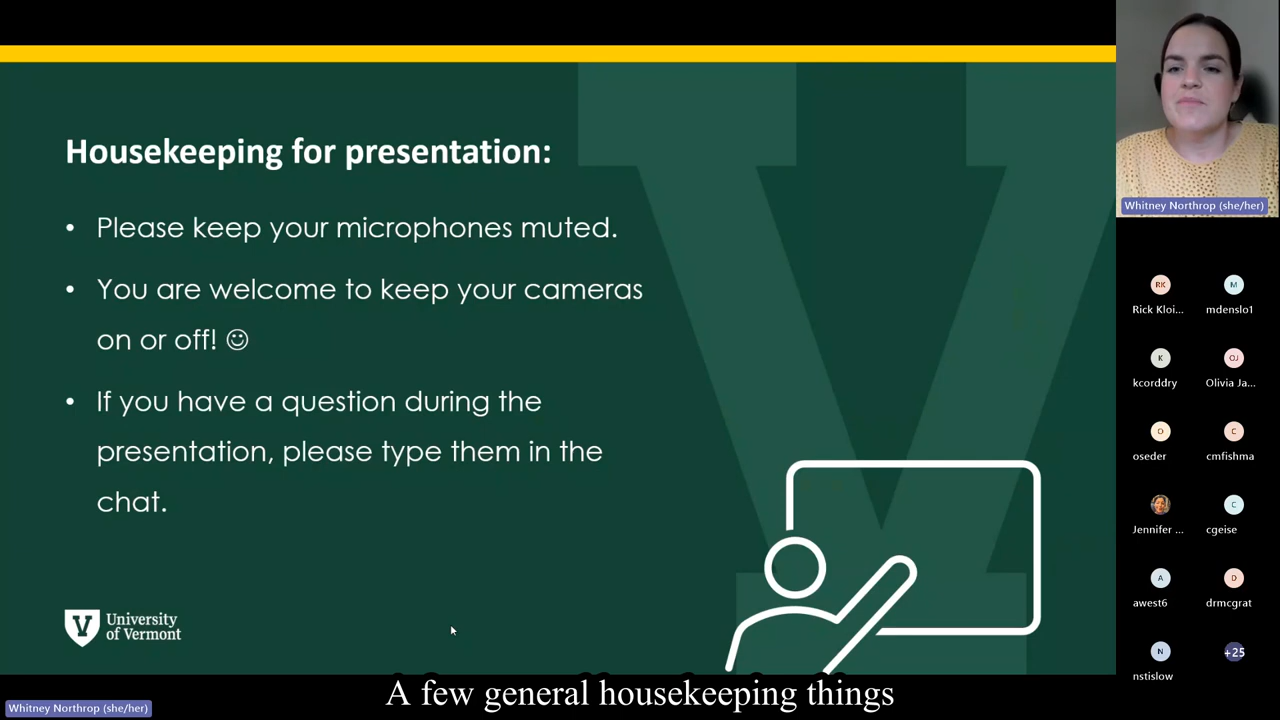 Housekeeping for presentation:
• Please keep your microphones muted.
• You are welcome to keep your cameras
on or off! ☺
• If you have a question during the
presentation, please type them in the
chat.
V University
of Vermont
Whitney Northrop (she/her)
RK
Rick Kloi...
M
mdenslo1
K
kcorddry
OJ
Olivia Ja...
O
oseder
C
cmfishma
Jennifer ...
C
cgeise
A
awest6
D
drmcgrat
N
nstislow
+25
A few general housekeeping things
Whitney Northrop (she/her)